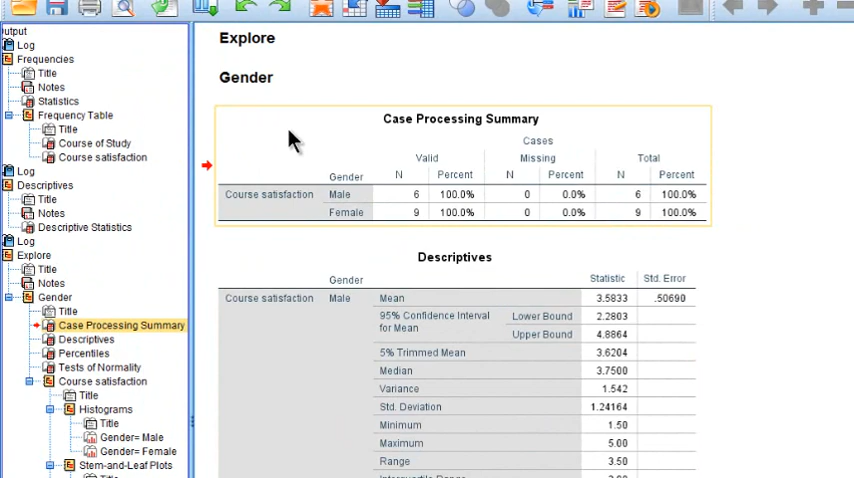 utput
Log
Frequencies
Title
Notes
Statistics
Frequency Table
Title
Course of Study
Course satisfaction
Log
Descriptives
Title
Notes
Descriptive Statistics
Log
Explore
Title
Notes
Gender
Title
Case Processing Summary
Descriptives
Percentiles
Tests of Normality
Course satisfaction
Title
Histograms
Title
Gender= Male
Gender= Female
Stem-and-Leaf Plots
Title
Explore
Gender
Case Processing Summary
Cases
Valid Missing Total
Gender N Percent N Percent N Percent
Course satisfaction Male 6 100.0% 0 0.0% 6 100.0%
Female 9 100.0% 0 0.0% 9 100.0%
Descriptives
Gender Statistic Std. Error
Course satisfaction Male Mean 3.5833 .50690
95% Confidence Interval for Mean Lower Bound 2.2803
Upper Bound 4.8864
5% Trimmed Mean 3.6204
Median 3.7500
Variance 1.542
Std. Deviation 1.24164
Minimum 1.50
Maximum 5.00
Range 3.50
Interquartile Range